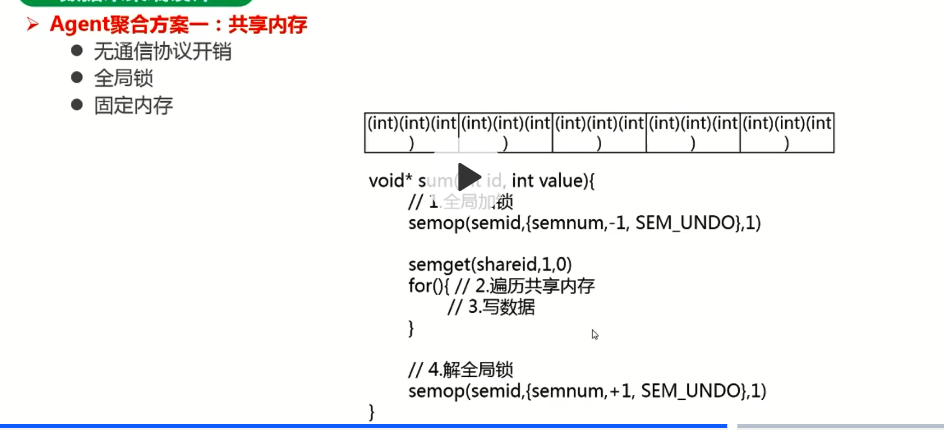 Agent聚合方案一：共享内存
无通信协议开销
全局锁
固定内存
(int)(int)(int) (int)(int)(int) (int)(int)(int) (int)(int)(int) (int)(int)(int)
void* sum(int id, int value){
// 1.全局加锁
semop(semid,{semnum,-1, SEM_UNDO},1)
semget(shareid,1,0)
for(){ // 2.遍历共享内存
// 3.写数据
}
// 4.解全局锁
semop(semid,{semnum,+1, SEM_UNDO},1)
}